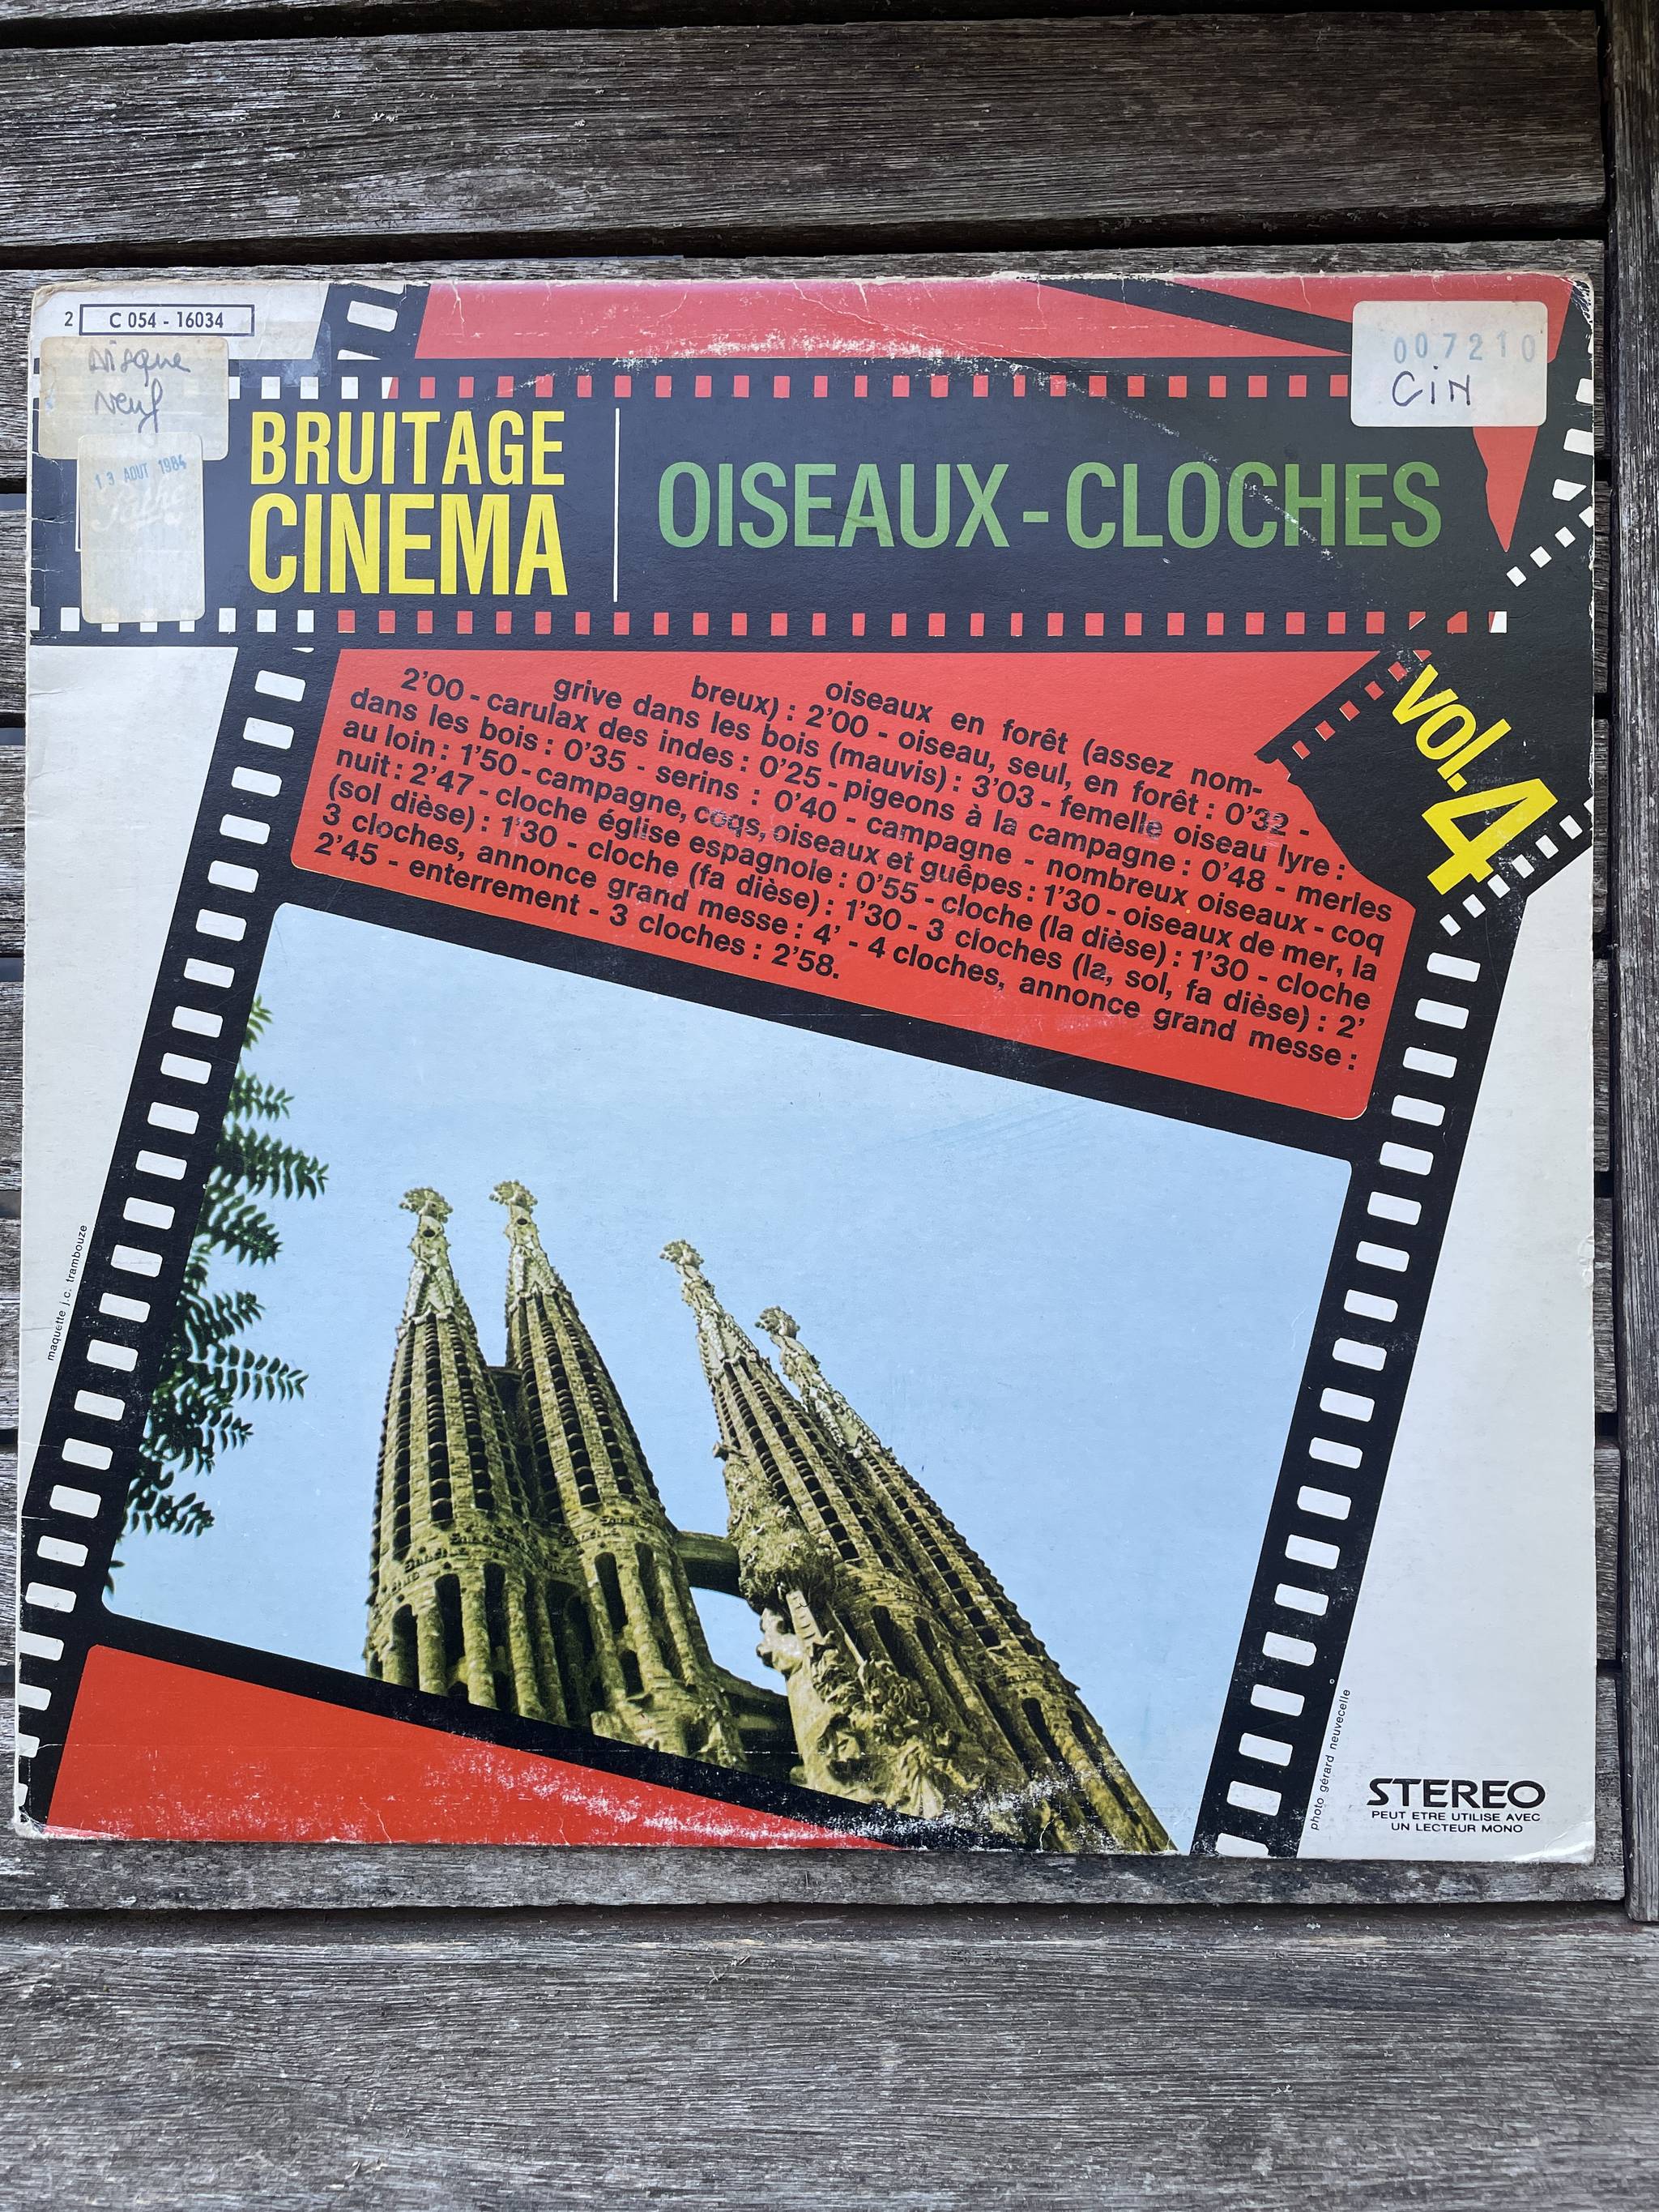 2 C 054 - 16034
Disque
neuf
13 AOUT 1984
007210
CIN
BRUITAGE
CINEMA
OISEAUX - CLOCHES
vol. 4
oiseaux en forêt (assez nom-
breux) : 2'00 - oiseau, seul, en forêt : 0'32 -
grive dans les bois (mauvis) : 3'03 - femelle oiseau lyre :
2'00 - carulax des indes : 0'25 - pigeons à la campagne : 0'48 - merles
dans les bois : 0'35 - serins : 0'40 - campagne - nombreux oiseaux - coq
au loin : 1'50 - campagne, coqs, oiseaux et guêpes : 1'30 - oiseaux de mer, la
nuit : 2'47 - cloche église espagnole : 0'55 - cloche (la dièse) : 1'30 - cloche
(sol dièse) : 1'30 - cloche (fa dièse) : 1'30 - 3 cloches (la, sol, fa dièse) : 2'
3 cloches, annonce grand messe : 4' - 4 cloches, annonce grand messe :
2'45 - enterrement - 3 cloches : 2'58.
maquette j.c. trambouze
photo gérard neuvecelle
STEREO
PEUT ETRE UTILISE AVEC
UN LECTEUR MONO